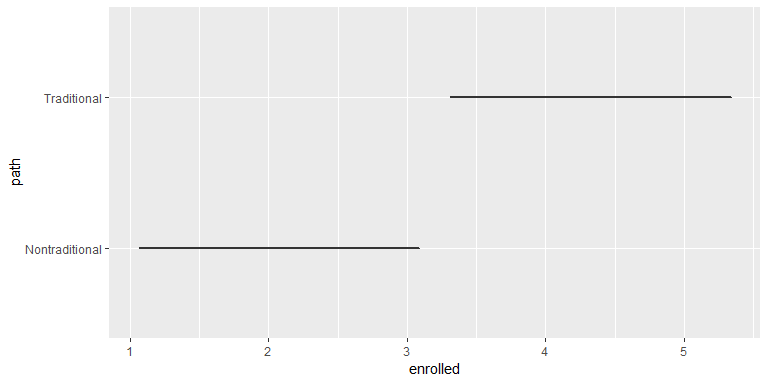 Traditional
path
Nontraditional
1 2 3 4 5
enrolled